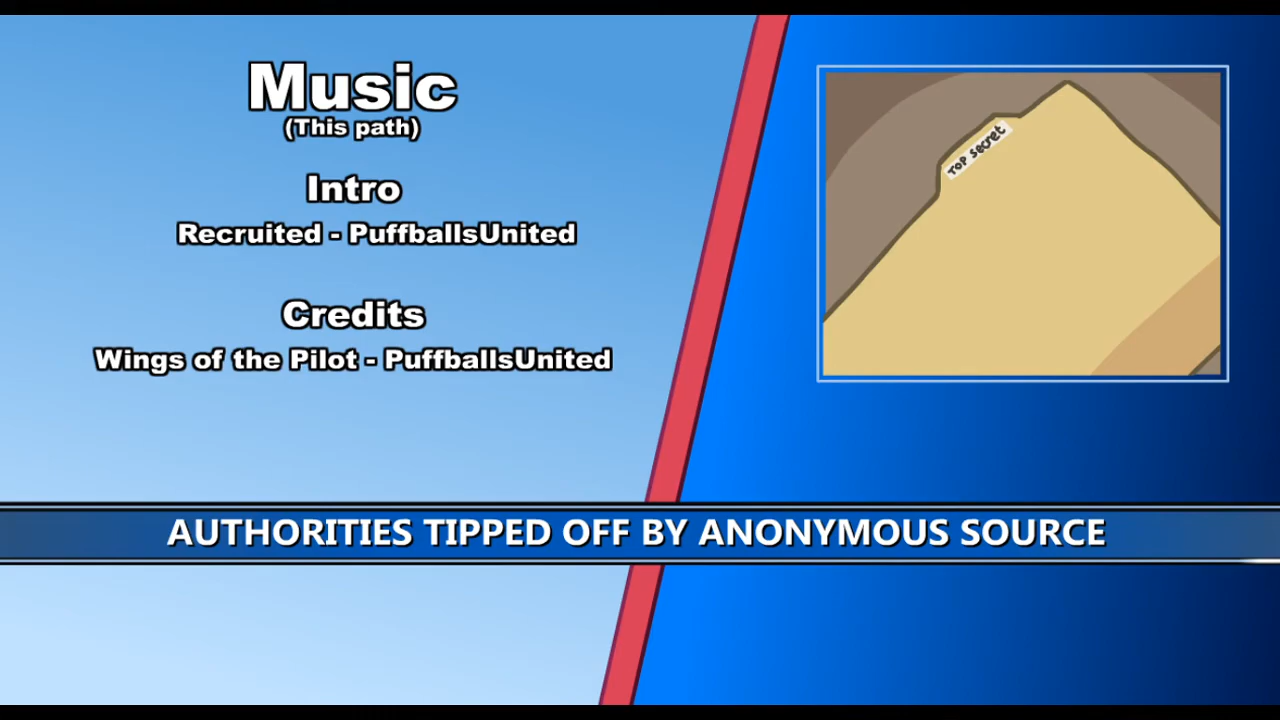 Music
(This path)
Intro
Recruited - PuffballsUnited
Credits
Wings of the Pilot - PuffballsUnited
TOP SECRET
AUTHORITIES TIPPED OFF BY ANONYMOUS SOURCE